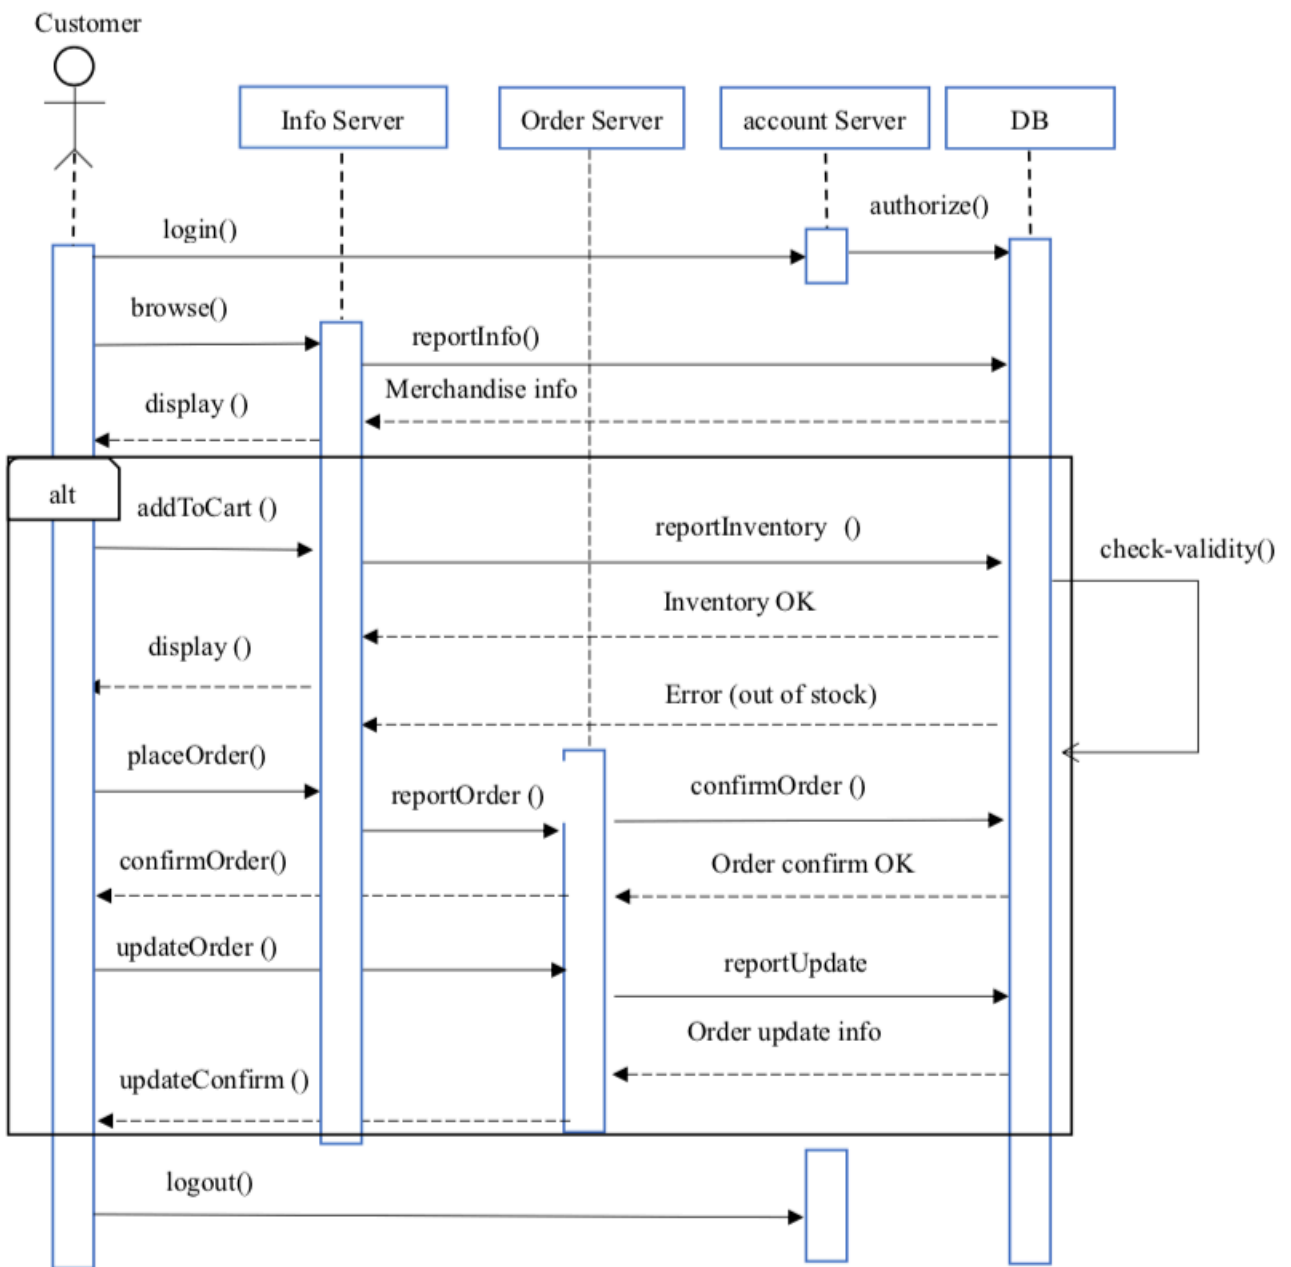 Customer
Info Server
Order Server
account Server
DB
authorize()
login()
browse()
reportInfo()
Merchandise info
display ()
alt
addToCart ()
reportInventory ()
check-validity()
Inventory OK
display ()
Error (out of stock)
placeOrder()
reportOrder ()
confirmOrder ()
confirmOrder()
Order confirm OK
updateOrder ()
reportUpdate
Order update info
updateConfirm ()
logout()